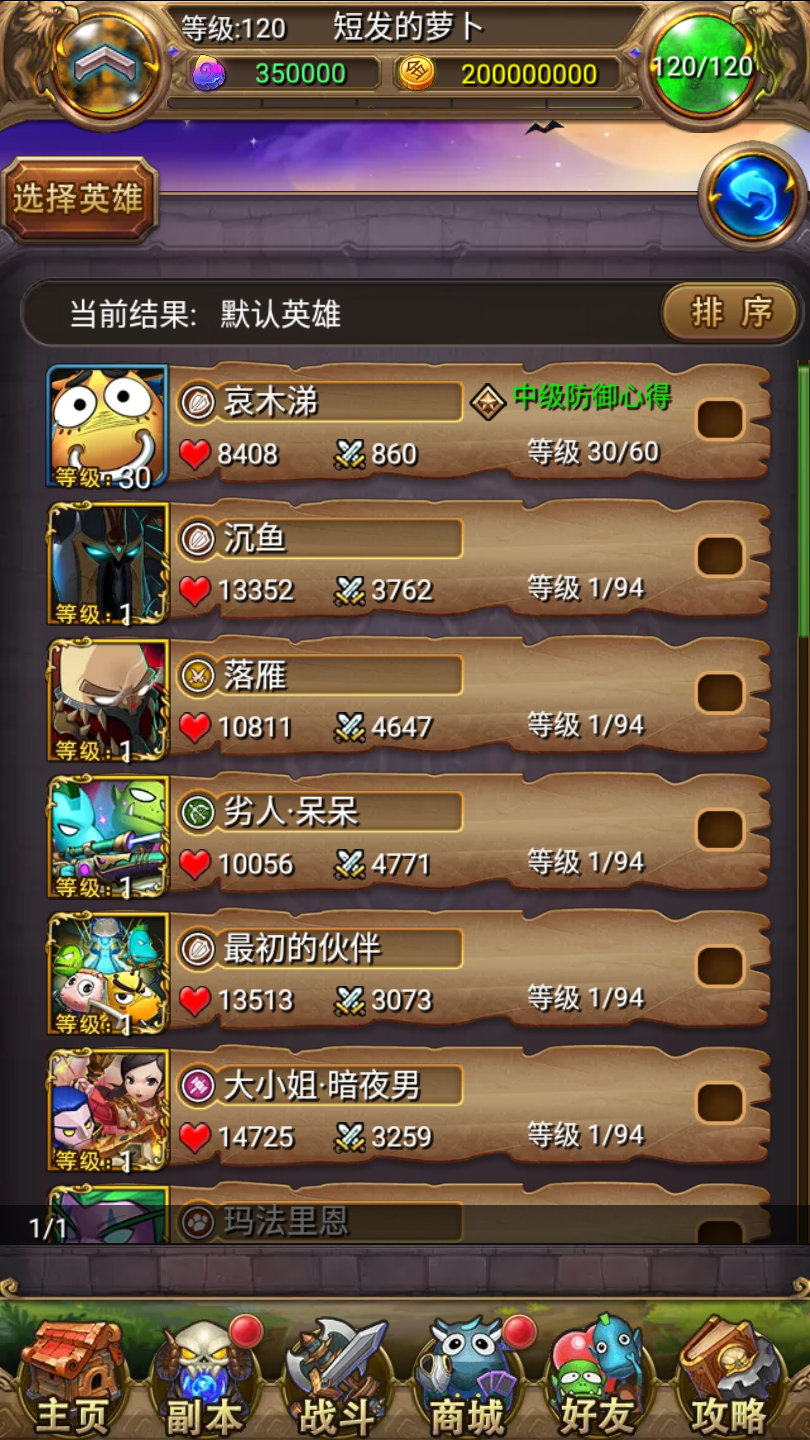 等级:120 短发的萝卜
350000 200000000 120/120
选择英雄
当前结果: 默认英雄 排 序
哀木涕 中级防御心得
等级:30 8408 860 等级 30/60
沉鱼
等级:1 13352 3762 等级 1/94
落雁
等级:1 10811 4647 等级 1/94
劣人·呆呆
等级:1 10056 4771 等级 1/94
最初的伙伴
等级:1 13513 3073 等级 1/94
大小姐·暗夜男
等级:1 14725 3259 等级 1/94
玛法里恩
1/1
主页 副本 战斗 商城 好友 攻略